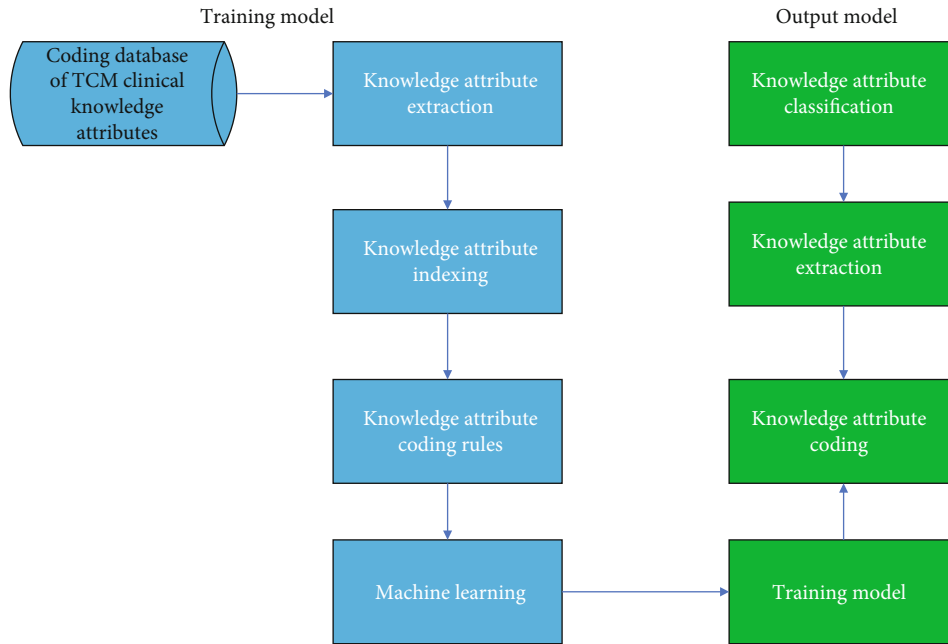 Training model
Coding database
of TCM clinical
knowledge
attributes
Knowledge attribute
extraction
Knowledge attribute
indexing
Knowledge attribute
coding rules
Machine learning
Output model
Knowledge attribute
classification
Knowledge attribute
extraction
Knowledge attribute
coding
Training model